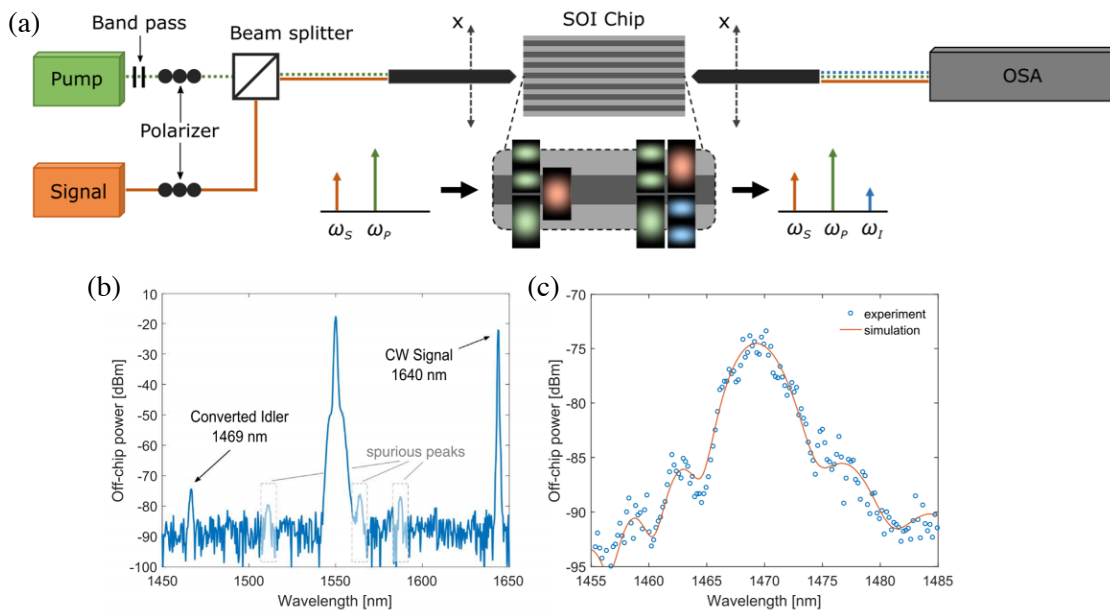 (a)
Band pass
Beam splitter
x
SOI Chip
x
Pump
OSA
Polarizer
Signal
ωS ωP
ωS ωP ωI
(b)
10
0
-10
-20
-30
-40
-50
-60
-70
-80
-90
-100
Off-chip power [dBm]
CW Signal
1640 nm
Converted Idler
1469 nm
spurious peaks
1450 1500 1550 1600 1650
Wavelength [nm]
(c)
-70
-75
-80
-85
-90
-95
Off-chip power [dBm]
experiment
simulation
1455 1460 1465 1470 1475 1480 1485
Wavelength [nm]